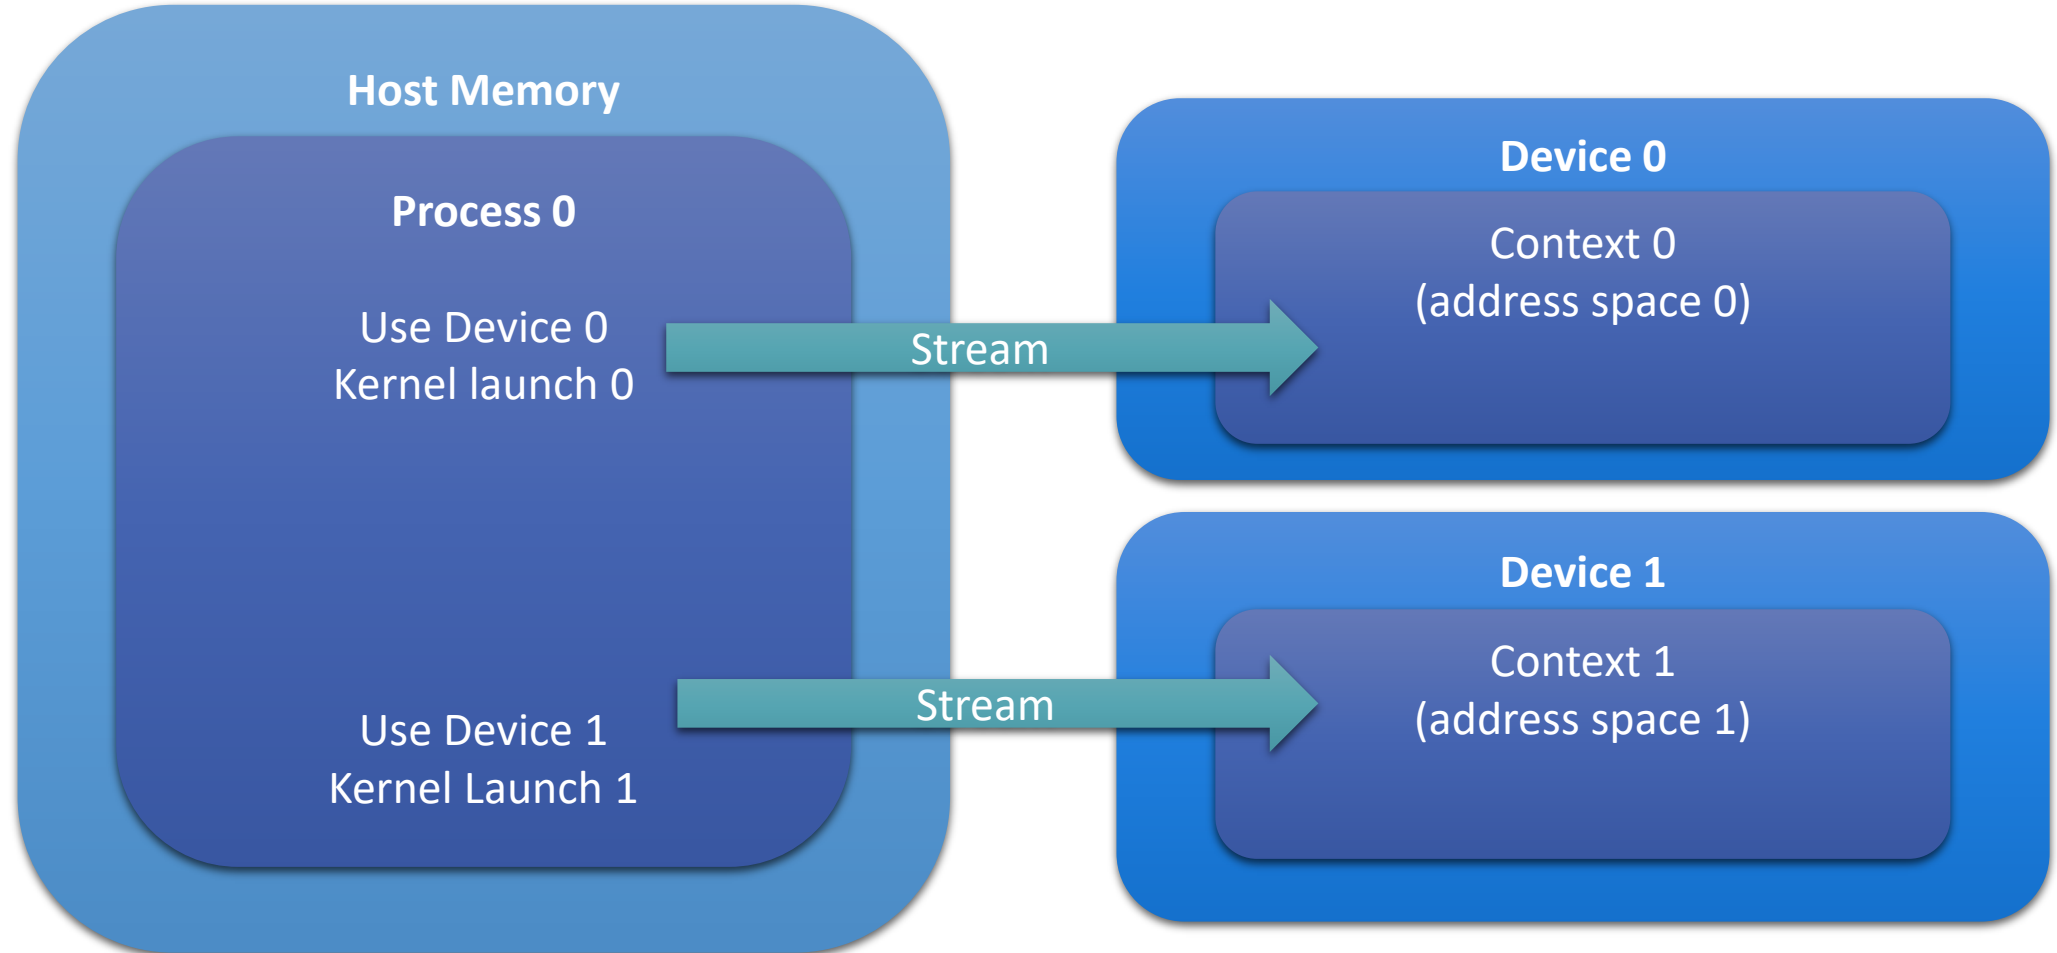 Host Memory
Process 0
Use Device 0
Kernel launch 0
Stream
Use Device 1
Kernel Launch 1
Stream
Device 0
Context 0
(address space 0)
Device 1
Context 1
(address space 1)